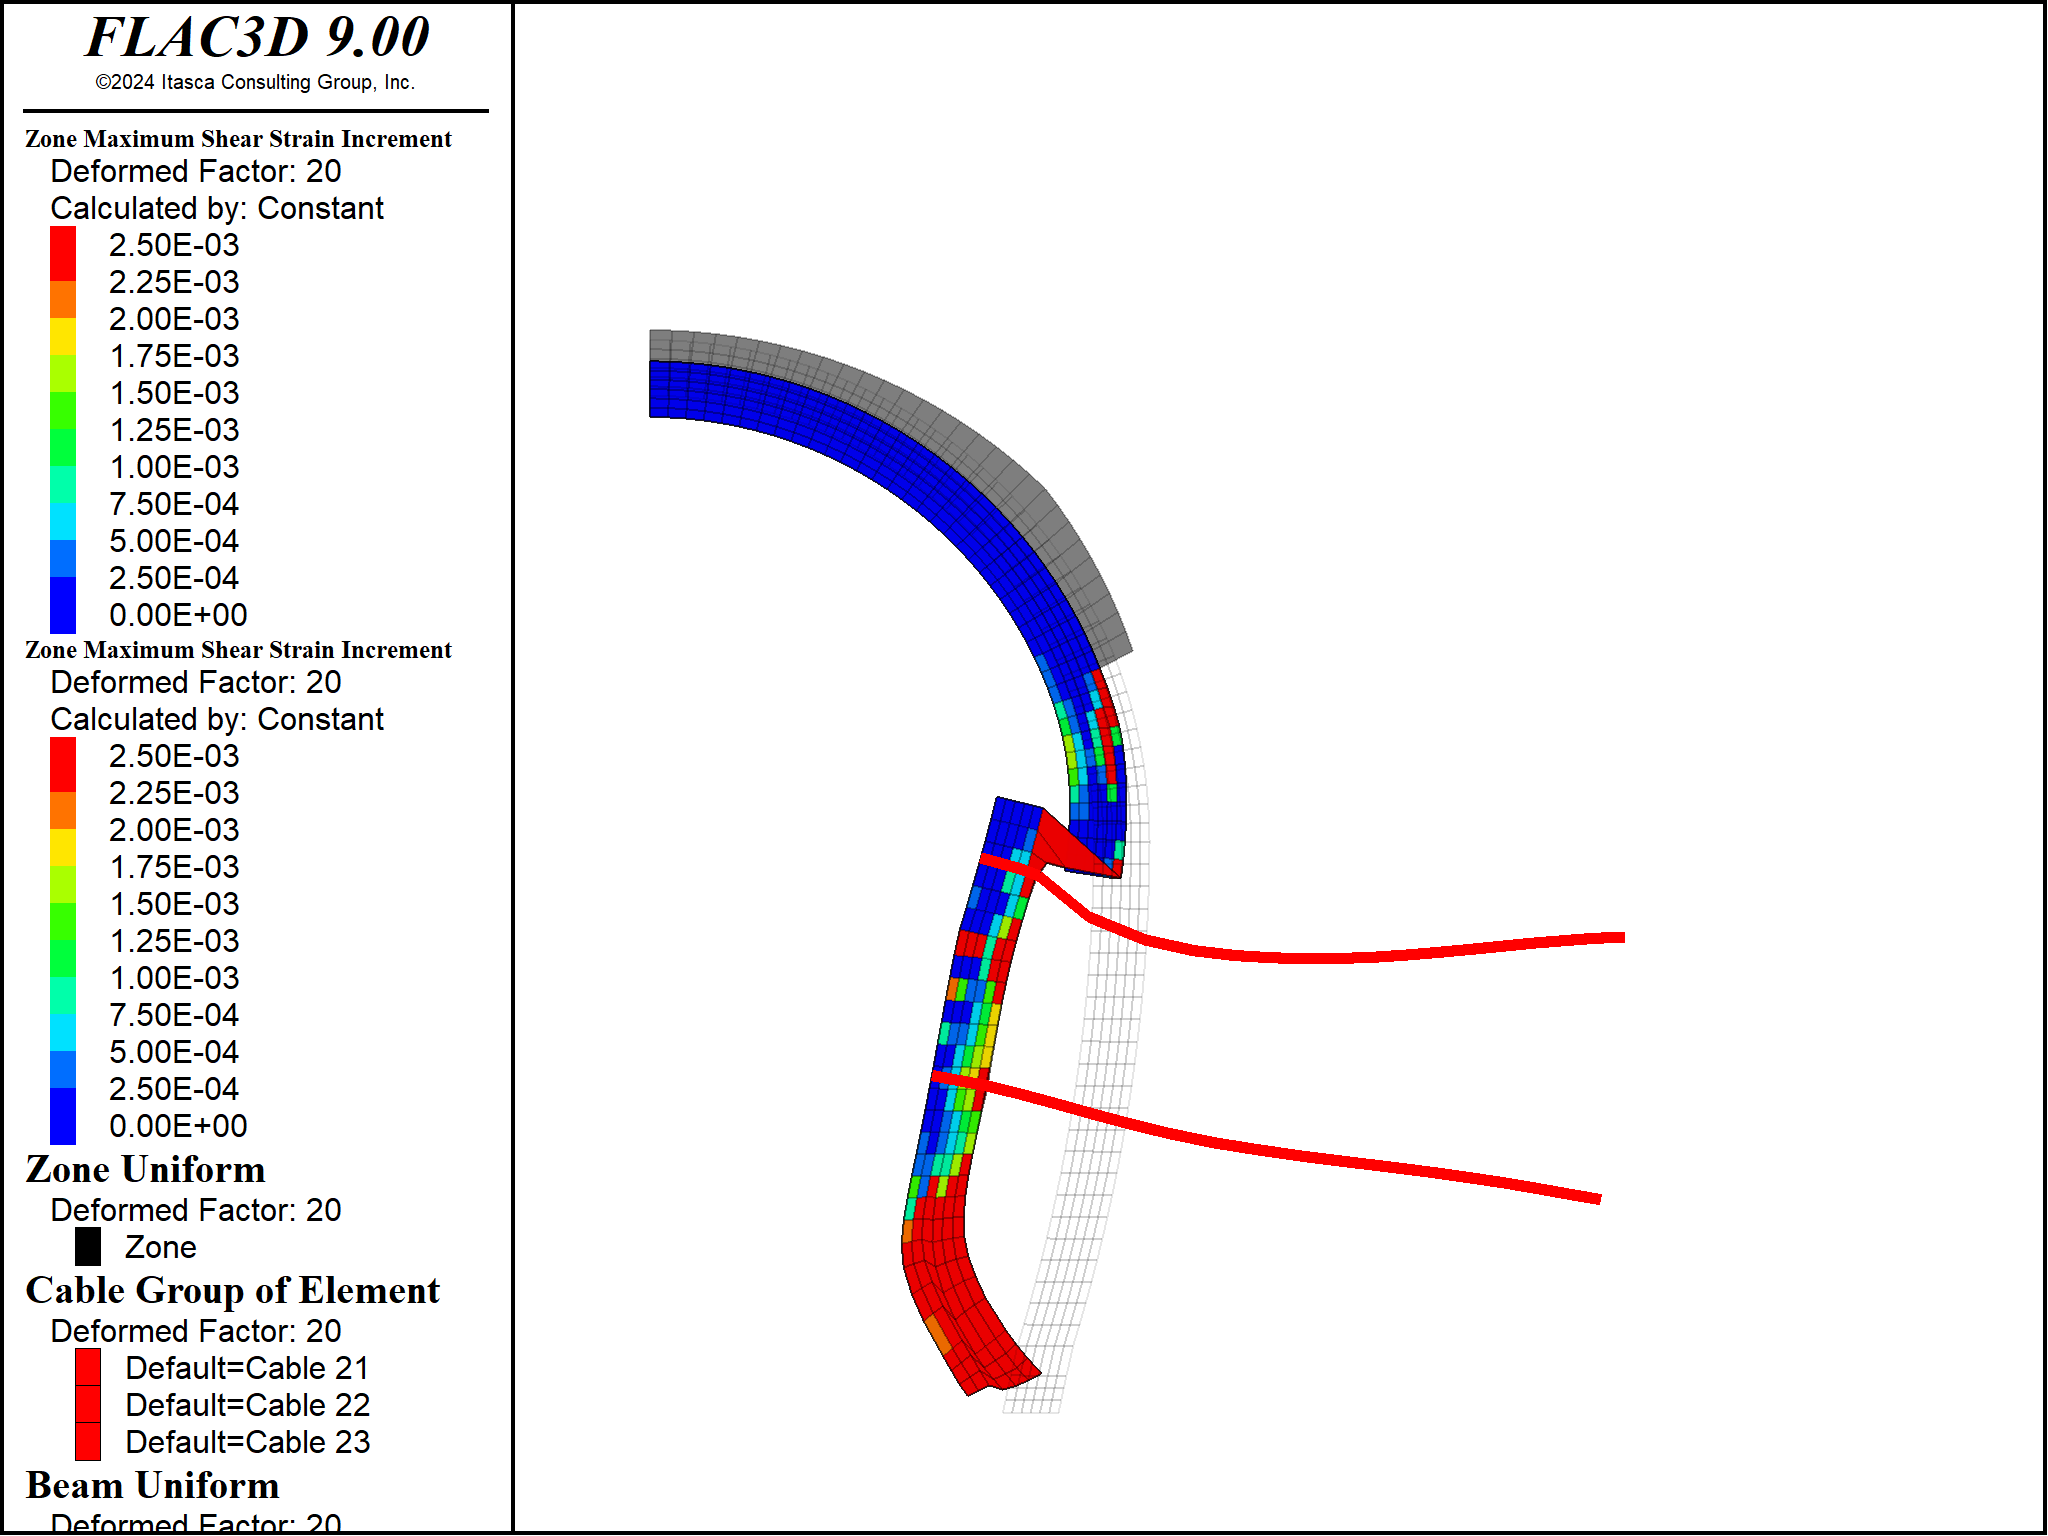 FLAC3D 9.00
©2024 Itasca Consulting Group, Inc.
Zone Maximum Shear Strain Increment
Deformed Factor: 20
Calculated by: Constant
2.50E-03
2.25E-03
2.00E-03
1.75E-03
1.50E-03
1.25E-03
1.00E-03
7.50E-04
5.00E-04
2.50E-04
0.00E+00
Zone Maximum Shear Strain Increment
Deformed Factor: 20
Calculated by: Constant
2.50E-03
2.25E-03
2.00E-03
1.75E-03
1.50E-03
1.25E-03
1.00E-03
7.50E-04
5.00E-04
2.50E-04
0.00E+00
Zone Uniform
Deformed Factor: 20
Zone
Cable Group of Element
Deformed Factor: 20
Default=Cable 21
Default=Cable 22
Default=Cable 23
Beam Uniform
Deformed Factor: 20